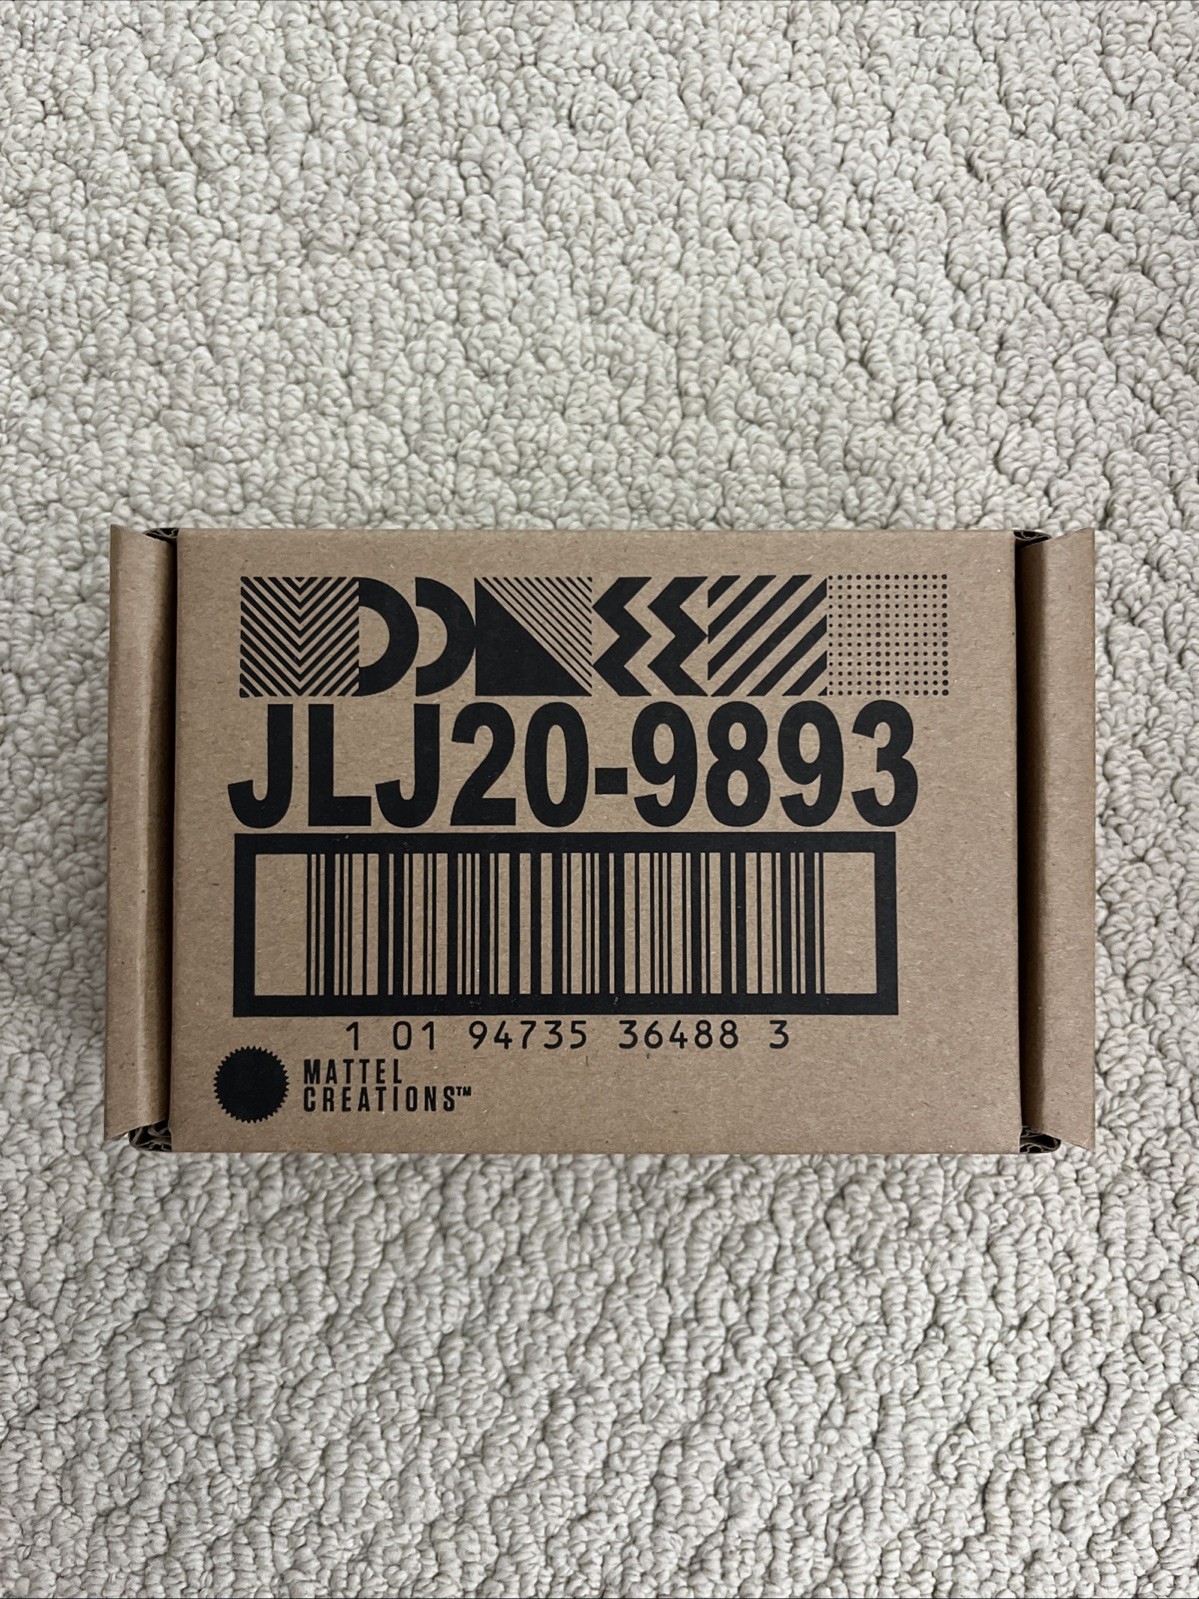 JLJ20-9893
1 01 94735 36488 3
MATTEL
CREATIONS™